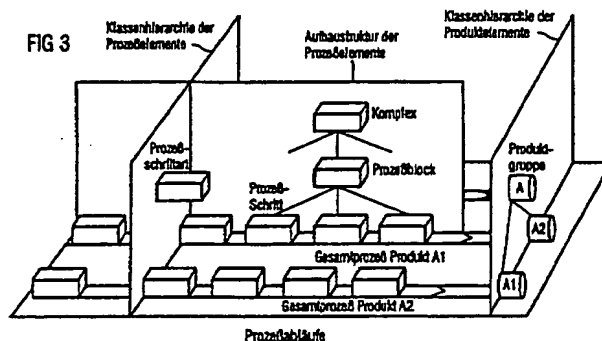 FIG 3
Klassenhierarchie der
Prozeßelemente
Aufbaustruktur der
Prozeßelemente
Klassenhierarchie der
Produktelemente
Komplex
Prozeß-
schrittart
Prozeßblock
Prozeß-
Schritt
Produkt-
gruppe
A
A2
A1
Gesamtprozeß Produkt A1
Gesamtprozeß Produkt A2
Prozeßabläufe